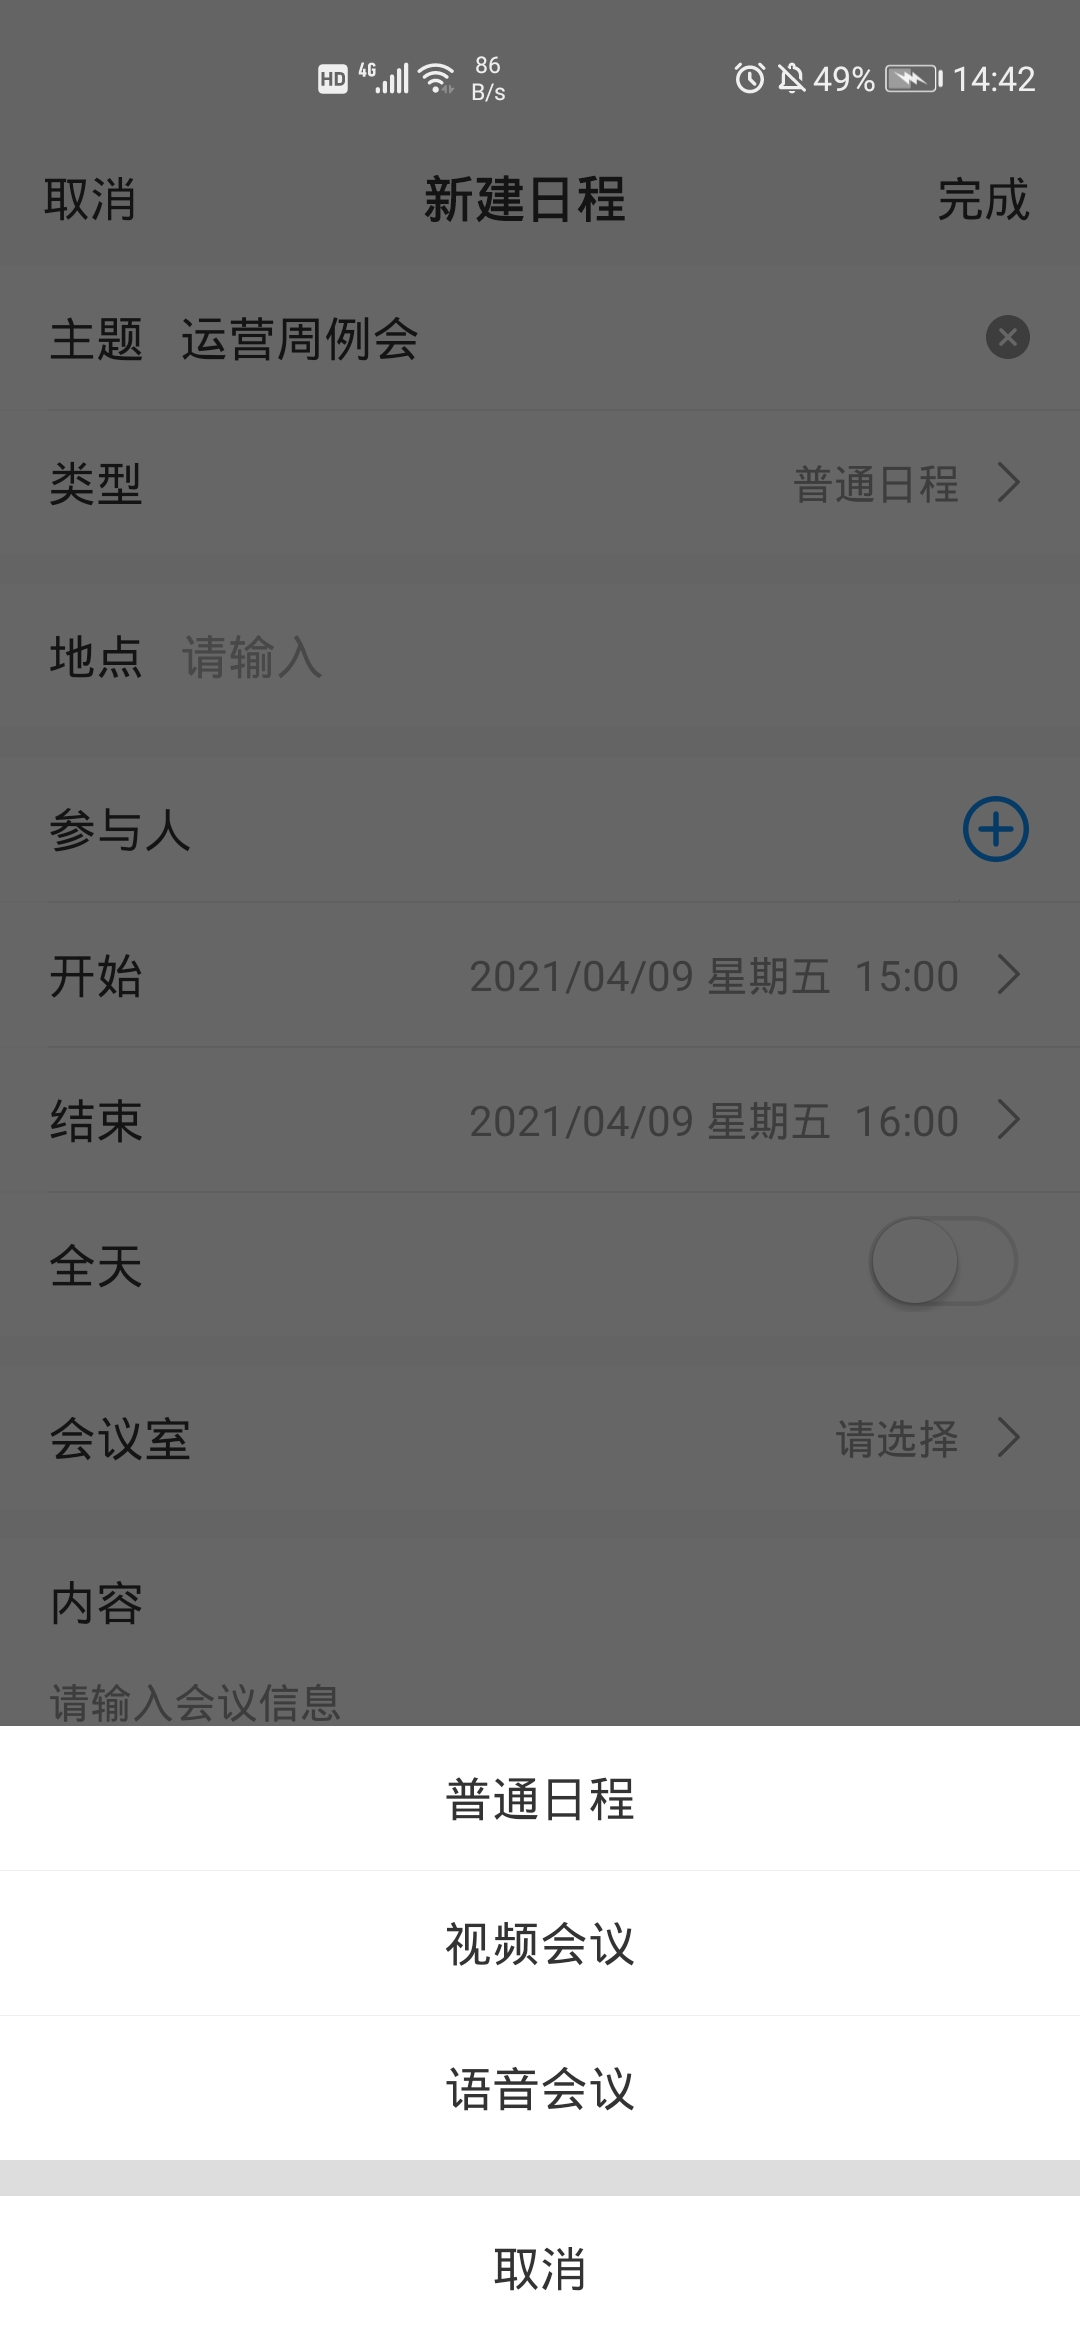 HD 4G 86 B/s 49% 14:42
取消 新建日程 完成
主题 运营周例会
类型 普通日程
地点 请输入
参与人
开始 2021/04/09 星期五 15:00
结束 2021/04/09 星期五 16:00
全天
会议室 请选择
内容
请输入会议信息
普通日程
视频会议
语音会议
取消